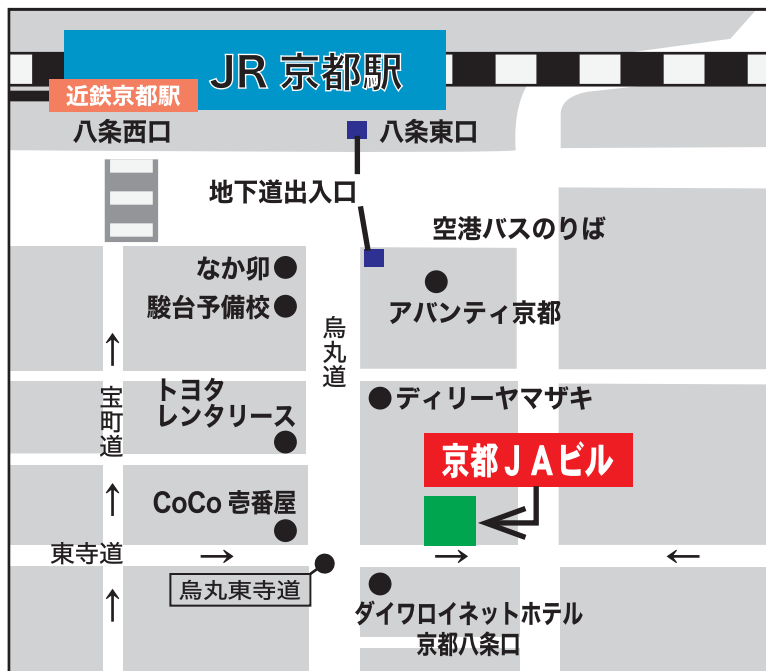 JR 京都駅
近鉄京都駅
八条西口
八条東口
地下道出入口
空港バスのりば
なか卯
駿台予備校
アバンティ京都
烏丸道
トヨタ
レンタリース
宝町道
ディリーヤマザキ
京都JAビル
CoCo 壱番屋
東寺道
烏丸東寺道
ダイワロイネットホテル
京都八条口